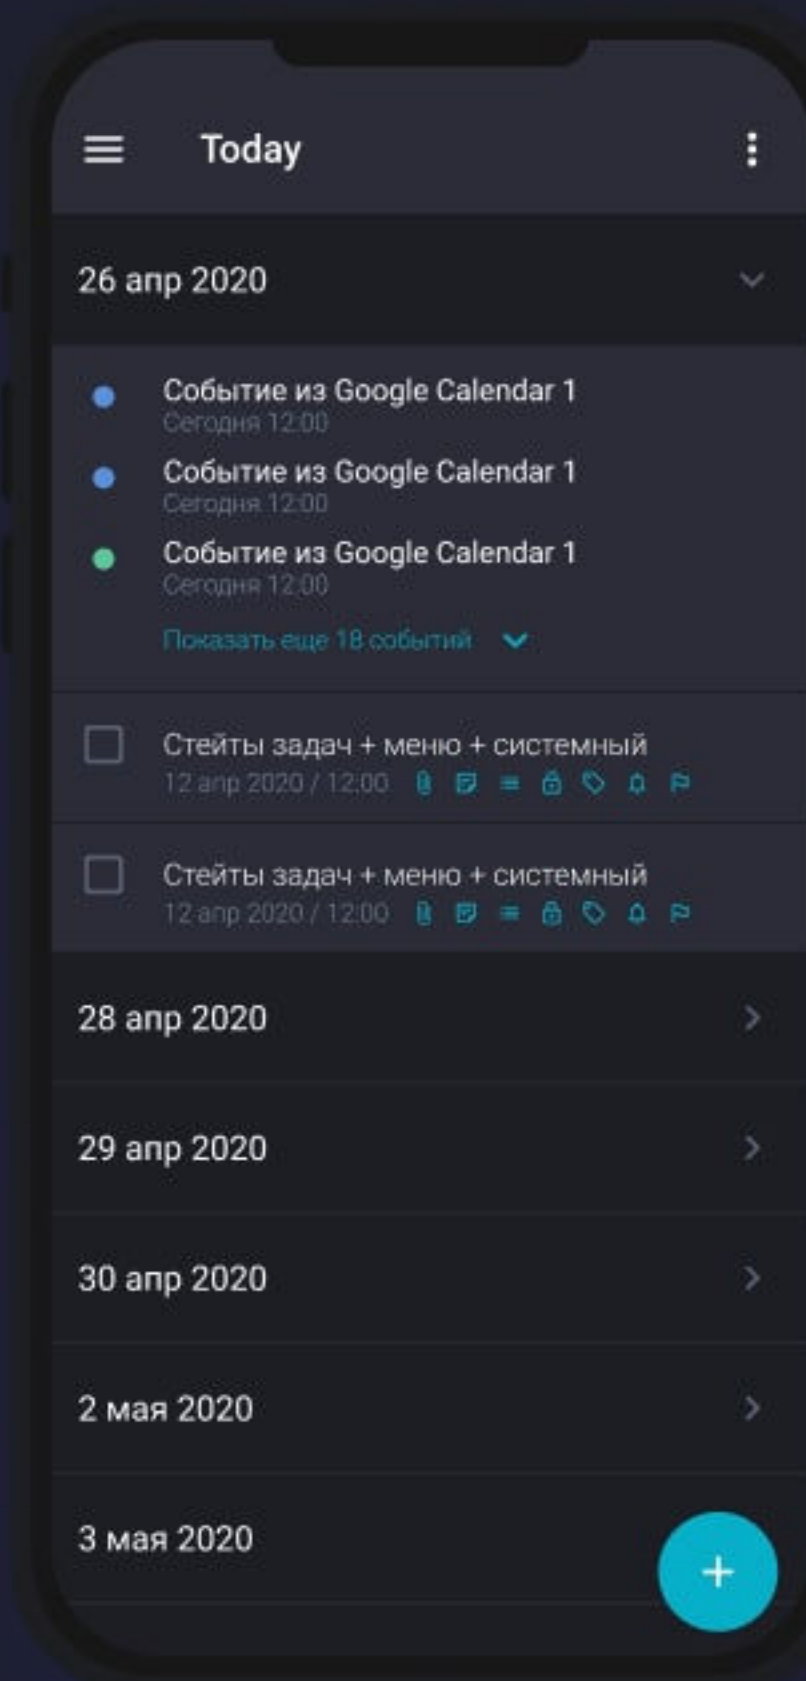 Today
26 апр 2020
Событие из Google Calendar 1
Сегодня 12:00
Событие из Google Calendar 1
Сегодня 12:00
Событие из Google Calendar 1
Сегодня 12:00
Показать еще 18 событий
Стейты задач + меню + системный
12 апр 2020 / 12:00
Стейты задач + меню + системный
12 апр 2020 / 12:00
28 апр 2020
29 апр 2020
30 апр 2020
2 мая 2020
3 мая 2020